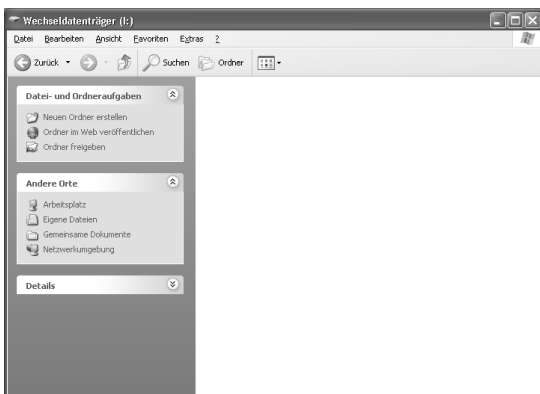 Wechseldatenträger (I:)
Datei Bearbeiten Ansicht Favoriten Extras ?
Zurück Suchen Ordner
Datei- und Ordneraufgaben
Neuen Ordner erstellen
Ordner im Web veröffentlichen
Ordner freigeben
Andere Orte
Arbeitsplatz
Eigene Dateien
Gemeinsame Dokumente
Netzwerkumgebung
Details